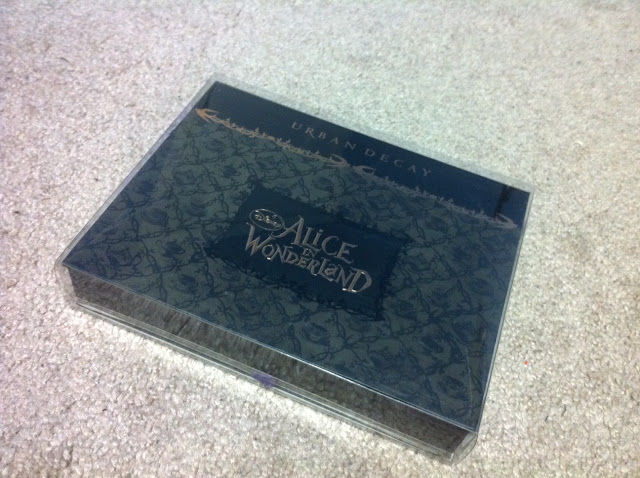 URBAN DECAY
Disney
ALICE
IN
WONDERLAND